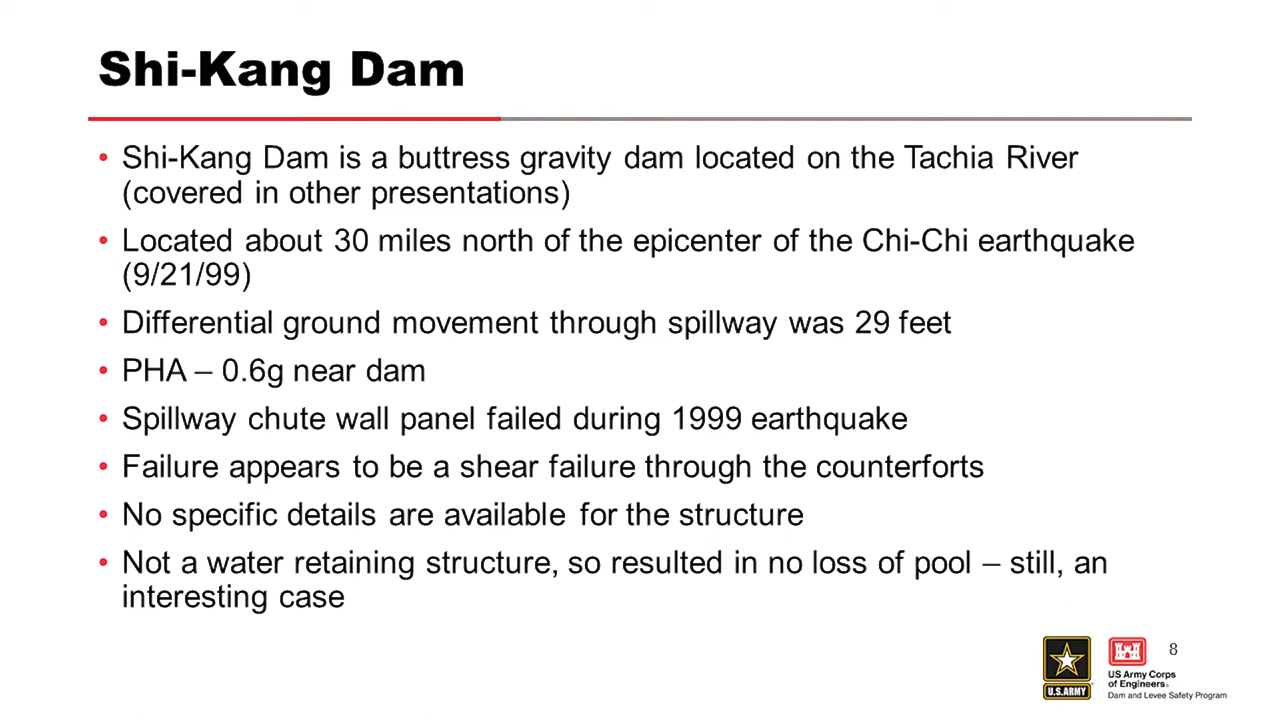 Shi-Kang Dam
• Shi-Kang Dam is a buttress gravity dam located on the Tachia River
(covered in other presentations)
• Located about 30 miles north of the epicenter of the Chi-Chi earthquake
(9/21/99)
• Differential ground movement through spillway was 29 feet
• PHA – 0.6g near dam
• Spillway chute wall panel failed during 1999 earthquake
• Failure appears to be a shear failure through the counterforts
• No specific details are available for the structure
• Not a water retaining structure, so resulted in no loss of pool – still, an
interesting case
8
U.S.ARMY
US Army Corps
of Engineers®
Dam and Levee Safety Program